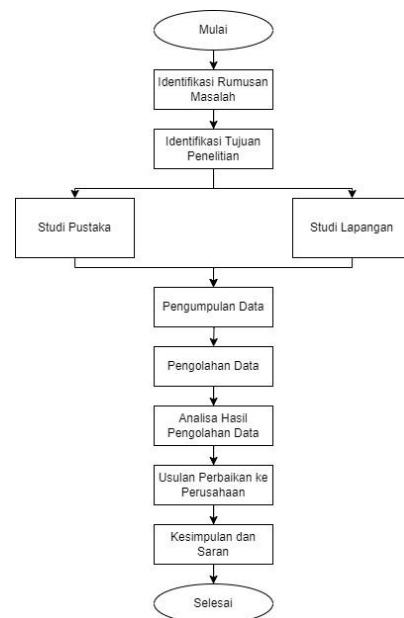 Mulai
Identifikasi Rumusan
Masalah
Identifikasi Tujuan
Penelitian
Studi Pustaka
Studi Lapangan
Pengumpulan Data
Pengolahan Data
Analisa Hasil
Pengolahan Data
Usulan Perbaikan ke
Perusahaan
Kesimpulan dan
Saran
Selesai